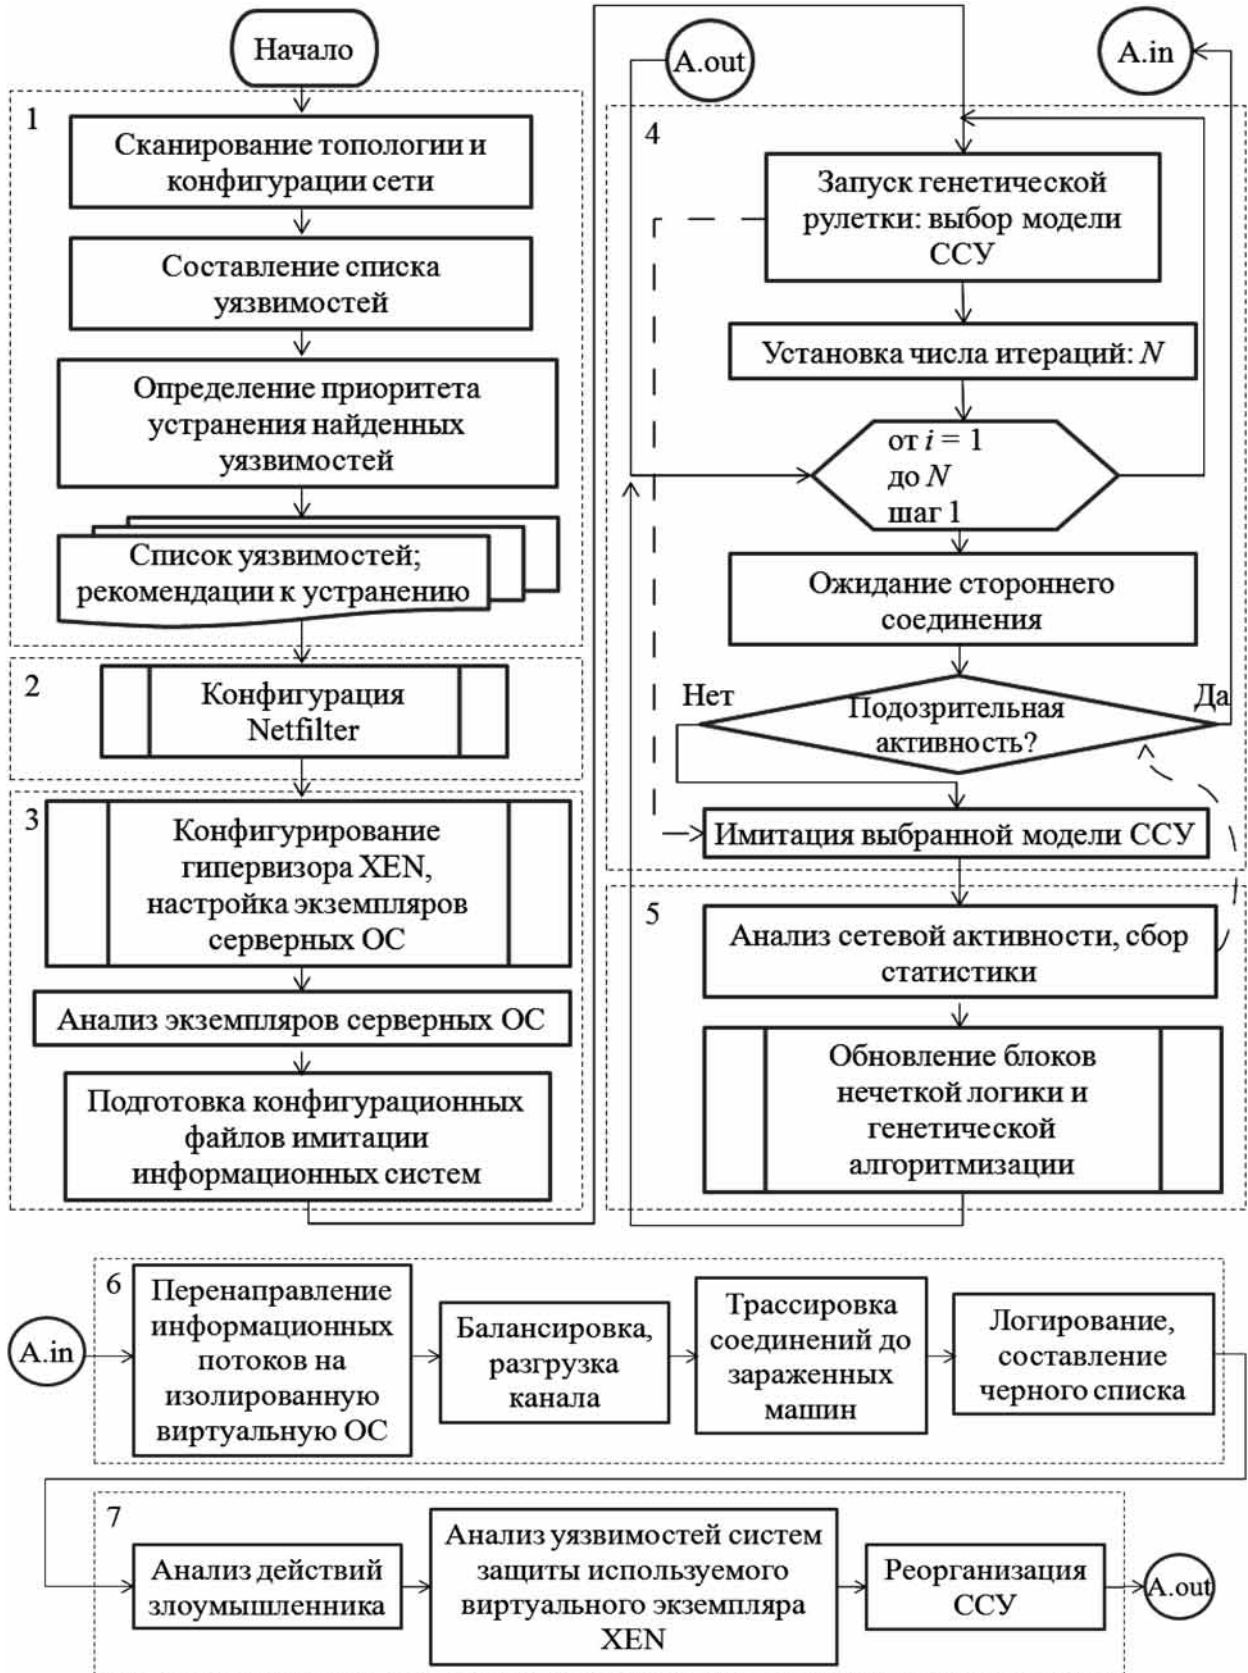 Начало
1
Сканирование топологии и
конфигурации сети
Составление списка
уязвимостей
Определение приоритета
устранения найденных
уязвимостей
Список уязвимостей;
рекомендации к устранению
2
Конфигурация
Netfilter
3
Конфигурирование
гипервизора XEN,
настройка экземпляров
серверных ОС
Анализ экземпляров серверных ОС
Подготовка конфигурационных
файлов имитации
информационных систем
A.out
A.in
4
Запуск генетической
рулетки: выбор модели
ССУ
Установка числа итераций: N
от i = 1
до N
шаг 1
Ожидание стороннего
соединения
Нет
Да
Подозрительная
активность?
Имитация выбранной модели ССУ
5
Анализ сетевой активности, сбор
статистики
Обновление блоков
нечеткой логики и
генетической
алгоритмизации
6
A.in
Перенаправление
информационных
потоков на
изолированную
виртуальную ОС
Балансировка,
разгрузка
канала
Трассировка
соединений до
зараженных
машин
Логирование,
составление
черного списка
7
Анализ действий
злоумышленника
Анализ уязвимостей систем
защиты используемого
виртуального экземпляра
XEN
Реорганизация
ССУ
A.out